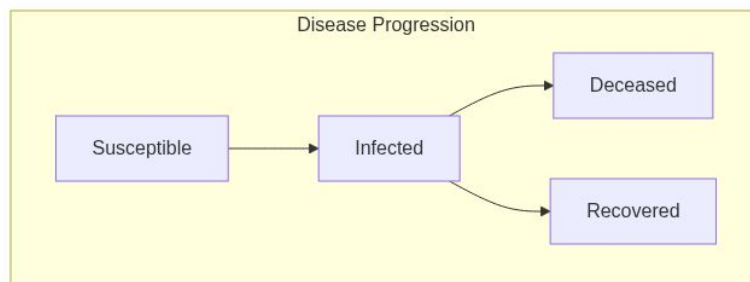 Disease Progression
Susceptible
Infected
Deceased
Recovered